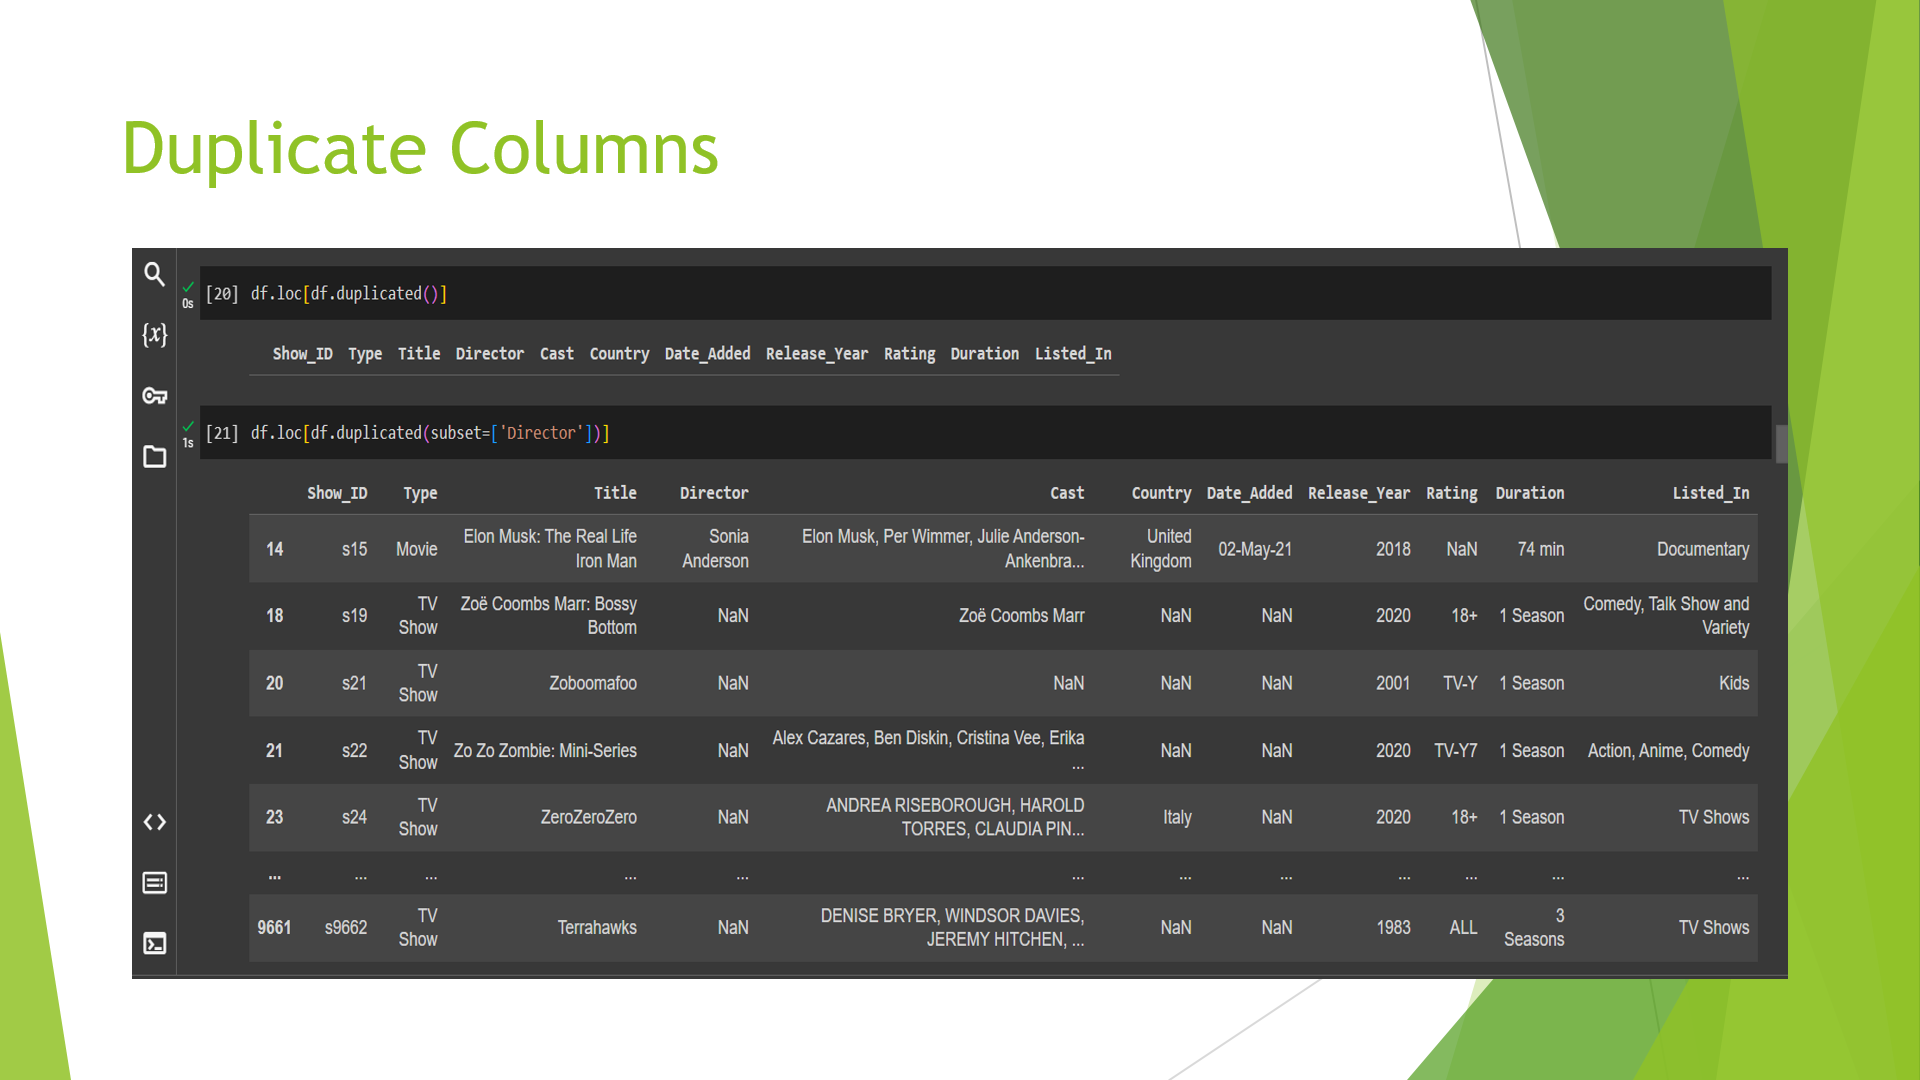 Duplicate Columns
0s [20] df.loc[df.duplicated()]
Show_ID Type Title Director Cast Country Date_Added Release_Year Rating Duration Listed_In
1s [21] df.loc[df.duplicated(subset=['Director'])]
Show_ID Type Title Director Cast Country Date_Added Release_Year Rating Duration Listed_In
14 s15 Movie Elon Musk: The Real Life Iron Man Sonia Anderson Elon Musk, Per Wimmer, Julie Anderson-Ankenbra... United Kingdom 02-May-21 2018 NaN 74 min Documentary
18 s19 TV Show Zoë Coombs Marr: Bossy Bottom NaN Zoë Coombs Marr NaN NaN 2020 18+ 1 Season Comedy, Talk Show and Variety
20 s21 TV Show Zoboomafoo NaN NaN NaN NaN 2001 TV-Y 1 Season Kids
21 s22 TV Show Zo Zo Zombie: Mini-Series NaN Alex Cazares, Ben Diskin, Cristina Vee, Erika ... NaN NaN 2020 TV-Y7 1 Season Action, Anime, Comedy
23 s24 TV Show ZeroZeroZero NaN ANDREA RISEBOROUGH, HAROLD TORRES, CLAUDIA PIN... Italy NaN 2020 18+ 1 Season TV Shows
... ... ... ... ... ... ... ... ... ... ... ...
9661 s9662 TV Show Terrahawks NaN DENISE BRYER, WINDSOR DAVIES, JEREMY HITCHEN, ... NaN NaN 1983 ALL 3 Seasons TV Shows